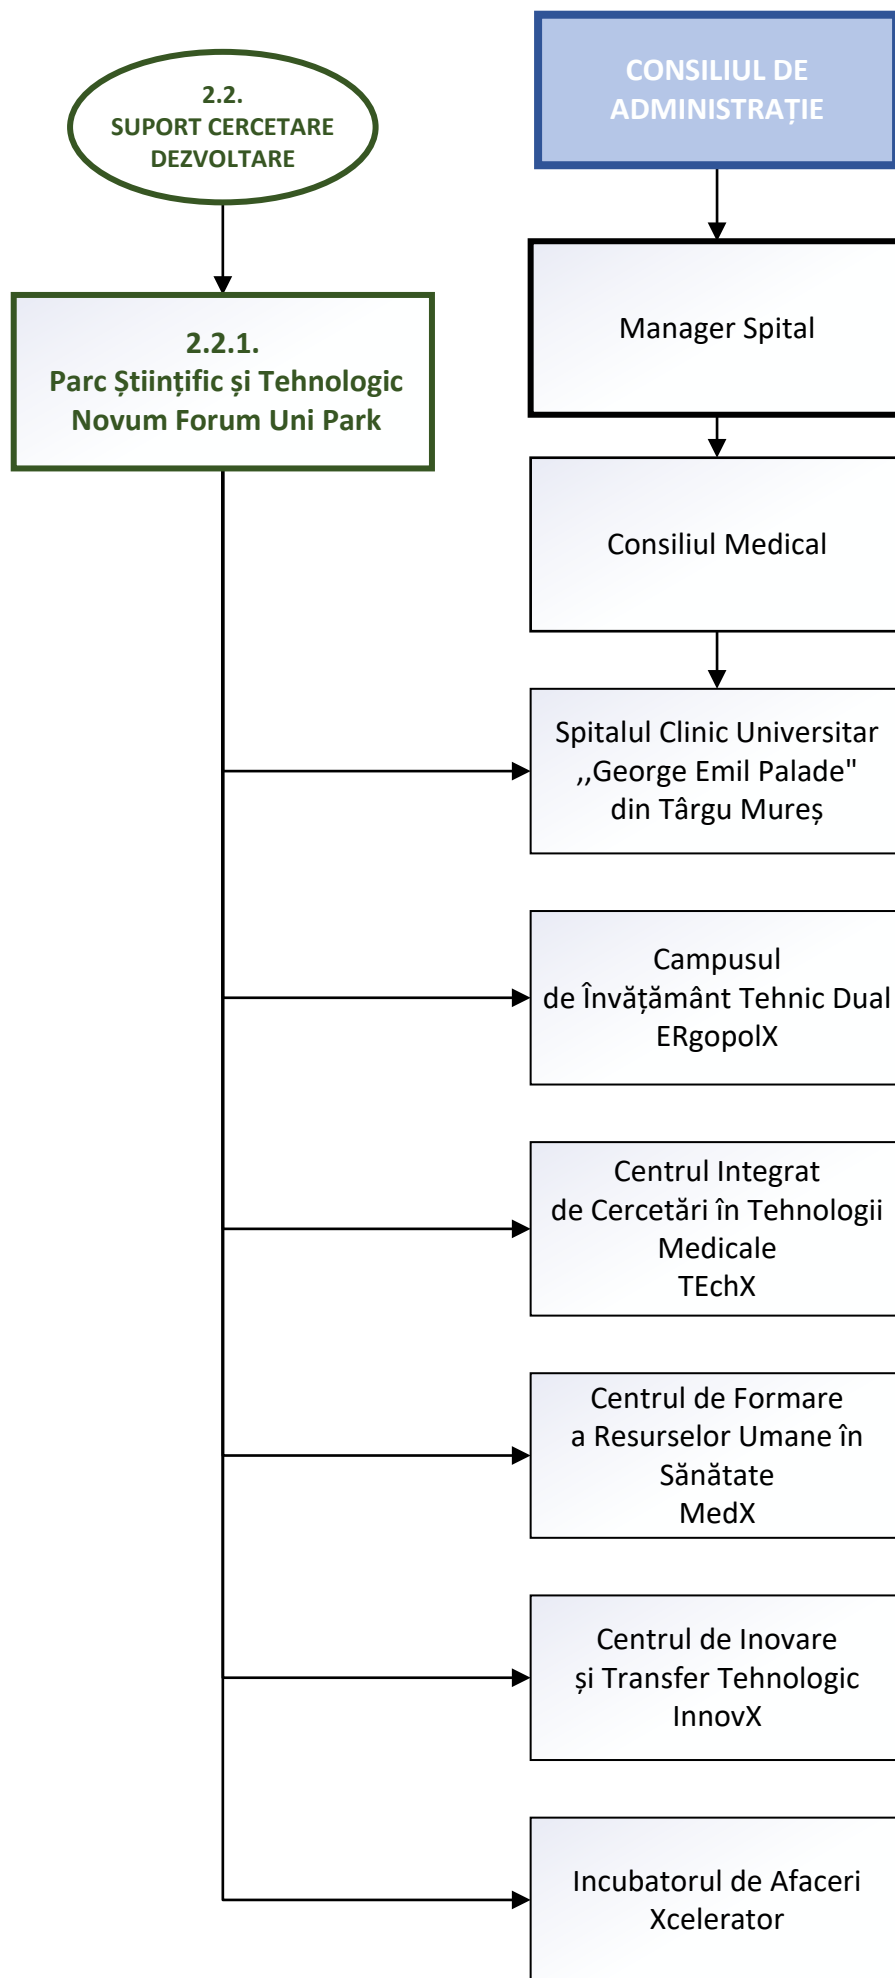 2.2.
SUPORT CERCETARE
DEZVOLTARE
CONSILIUL DE
ADMINISTRAȚIE
2.2.1.
Parc Științific și Tehnologic
Novum Forum Uni Park
Manager Spital
Consiliul Medical
Spitalul Clinic Universitar
,,George Emil Palade"
din Târgu Mureș
Campusul
de Învățământ Tehnic Dual
ERgopolX
Centrul Integrat
de Cercetări în Tehnologii
Medicale
TEchX
Centrul de Formare
a Resurselor Umane în
Sănătate
MedX
Centrul de Inovare
și Transfer Tehnologic
InnovX
Incubatorul de Afaceri
Xcelerator